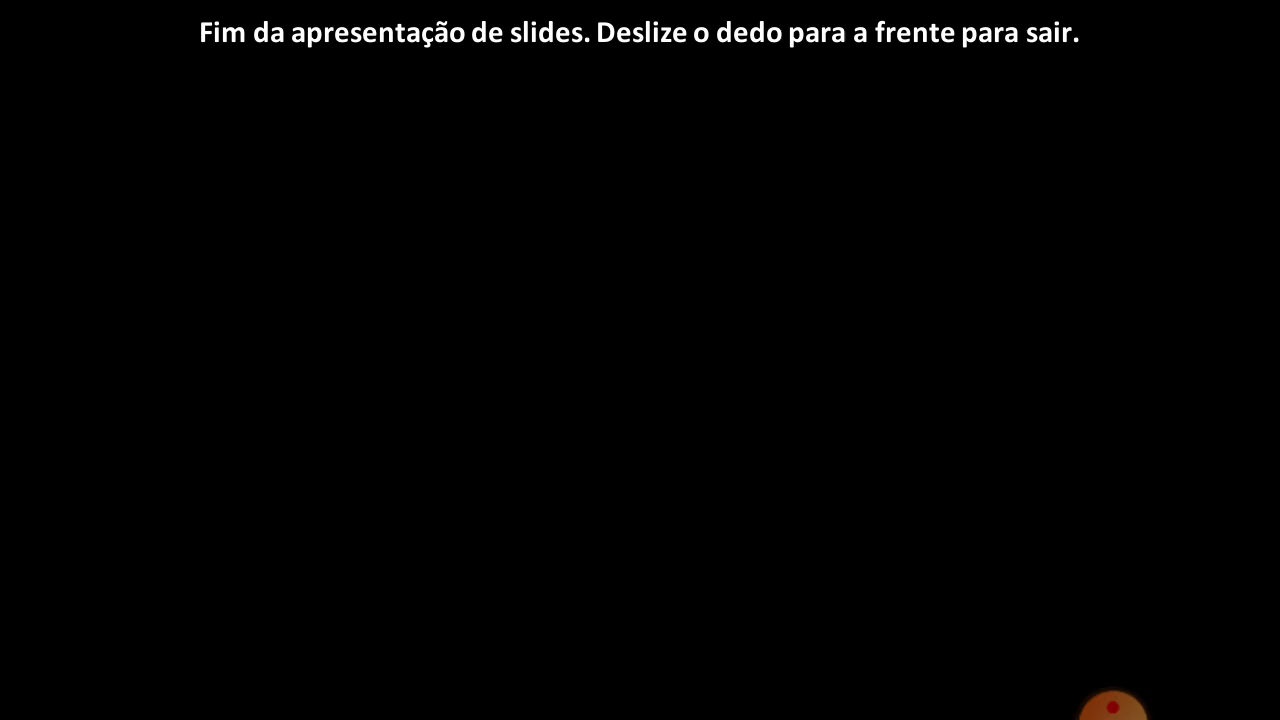 Fim da apresentação de slides. Deslize o dedo para a frente para sair.